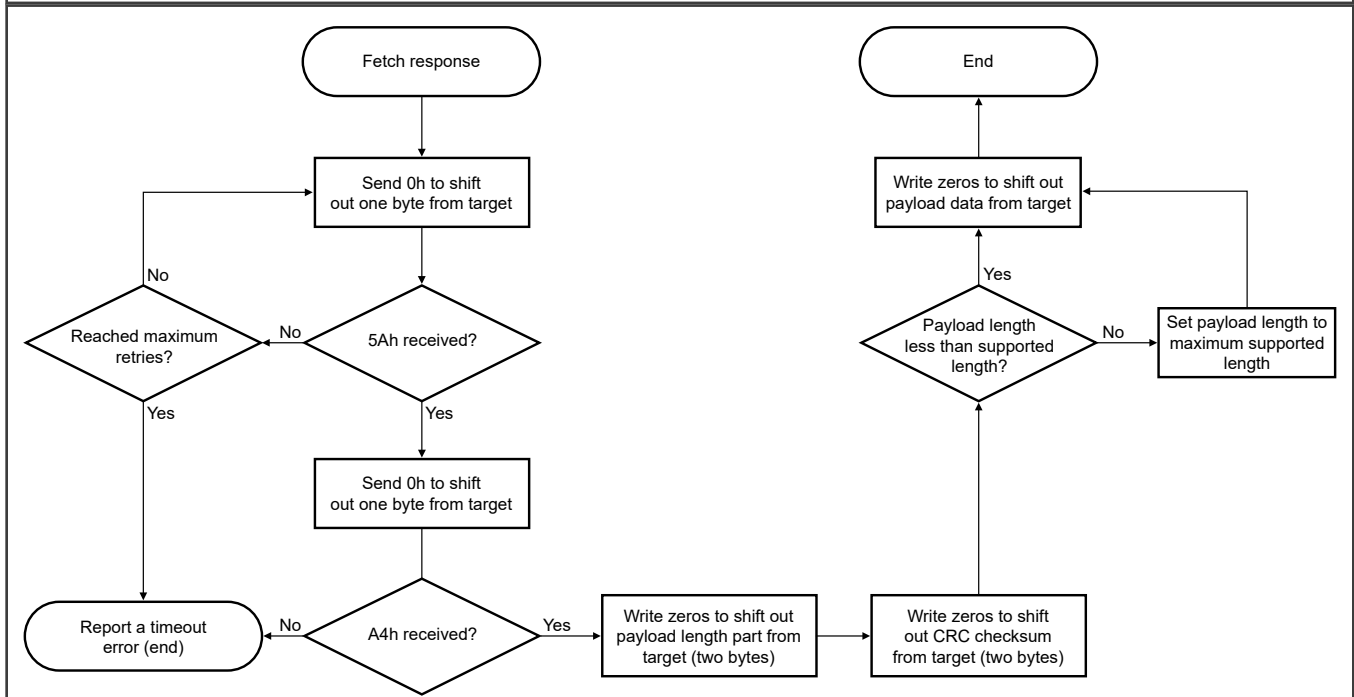 Fetch response
Send 0h to shift
out one byte from target
No
Reached maximum
retries?
No
5Ah received?
Yes
Yes
Send 0h to shift
out one byte from target
Report a timeout
error (end)
No
A4h received?
Yes
Write zeros to shift out
payload length part from
target (two bytes)
Write zeros to shift
out CRC checksum
from target (two bytes)
End
Write zeros to shift out
payload data from target
Yes
Payload length
less than supported
length?
No
Set payload length to
maximum supported
length